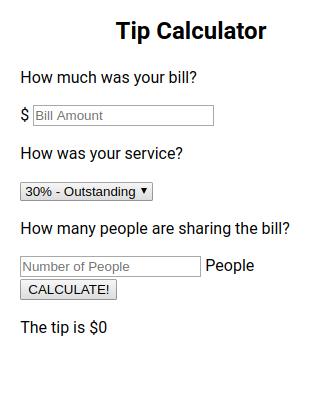 Tip Calculator
How much was your bill?
$ Bill Amount
How was your service?
30% - Outstanding
How many people are sharing the bill?
Number of People People
CALCULATE!
The tip is $0